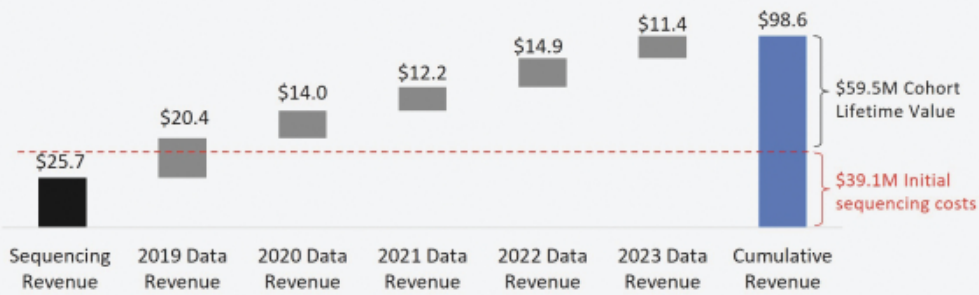 $25.7
$20.4
$14.0
$12.2
$14.9
$11.4
$98.6
$59.5M Cohort
Lifetime Value
$39.1M Initial
sequencing costs
Sequencing
Revenue
2019 Data
Revenue
2020 Data
Revenue
2021 Data
Revenue
2022 Data
Revenue
2023 Data
Revenue
Cumulative
Revenue